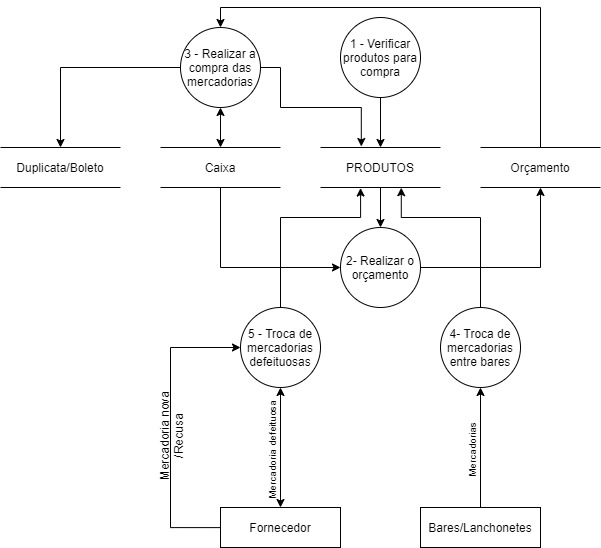 3 - Realizar a
compra das
mercadorias
1 - Verificar
produtos para
compra
Duplicata/Boleto
Caixa
PRODUTOS
Orçamento
2- Realizar o
orçamento
5 - Troca de
mercadorias
defeituosas
4- Troca de
mercadorias
entre bares
Mercadoria nova
/Recusa
Mercadoria defeituosa
Mercadorias
Fornecedor
Bares/Lanchonetes